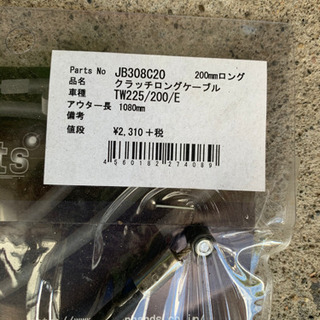 Parts No JB308C20 200mmロング
品名 クラッチロングケーブル
車種 TW225/200/E
アウター長 1080mm
備考
値段 ¥2,310 +税
4560182274089